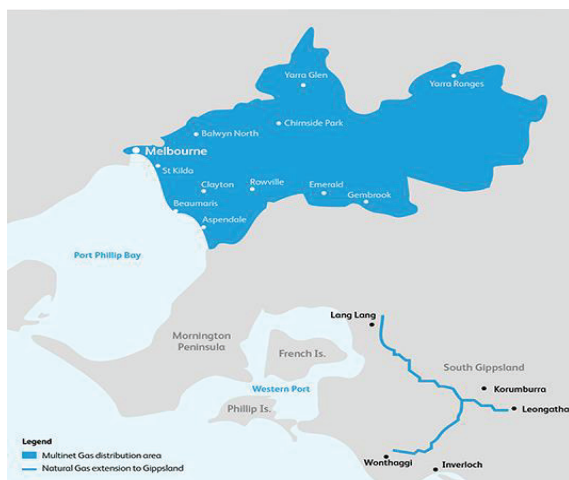 Yarra Glen
Yarra Ranges
Chirnside Park
Balwyn North
Melbourne
St Kilda
Clayton
Rowville
Emerald
Gembrook
Beaumaris
Aspendale
Port Phillip Bay
Lang Lang
Mornington
Peninsula
French Is.
South Gippsland
Western Port
Korumburra
Phillip Is.
Leongatha
Legend
Multinet Gas distribution area
Natural Gas extension to Gippsland
Wonthaggi
Inverloch